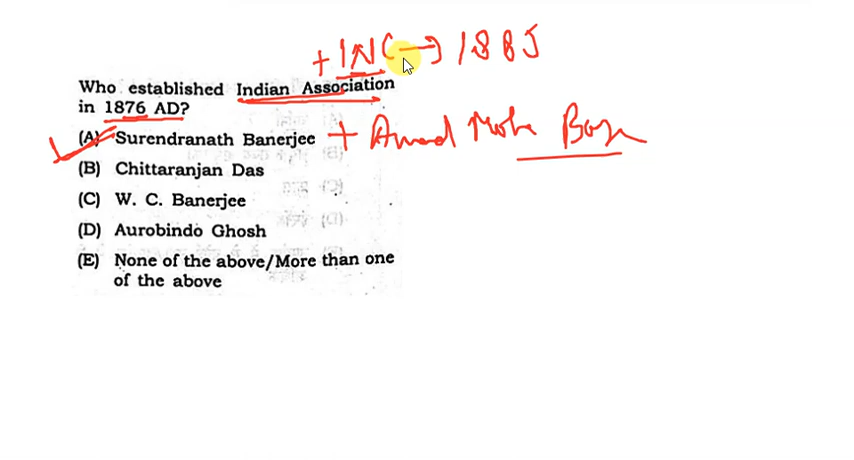 + INC → 1885
Who established Indian Association
in 1876 AD?
(A) Surendranath Banerjee + Anand Mohn Bose
(B) Chittaranjan Das
(C) W. C. Banerjee
(D) Aurobindo Ghosh
(E) None of the above/More than one
of the above